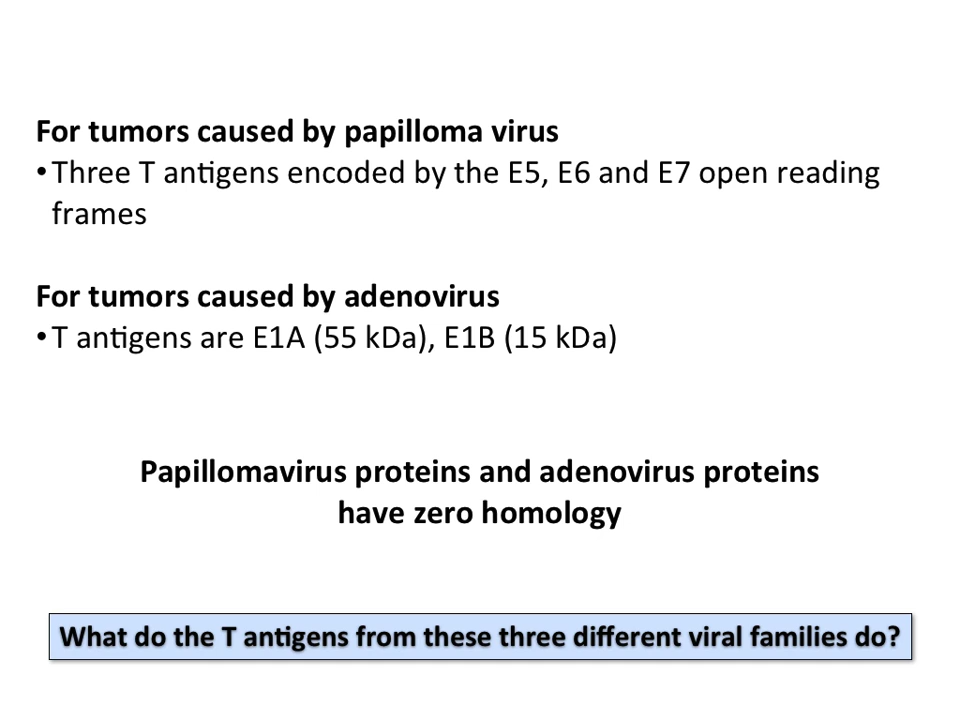 For tumors caused by papilloma virus
•Three T antigens encoded by the E5, E6 and E7 open reading
frames
For tumors caused by adenovirus
•T antigens are E1A (55 kDa), E1B (15 kDa)
Papillomavirus proteins and adenovirus proteins
have zero homology
What do the T antigens from these three different viral families do?